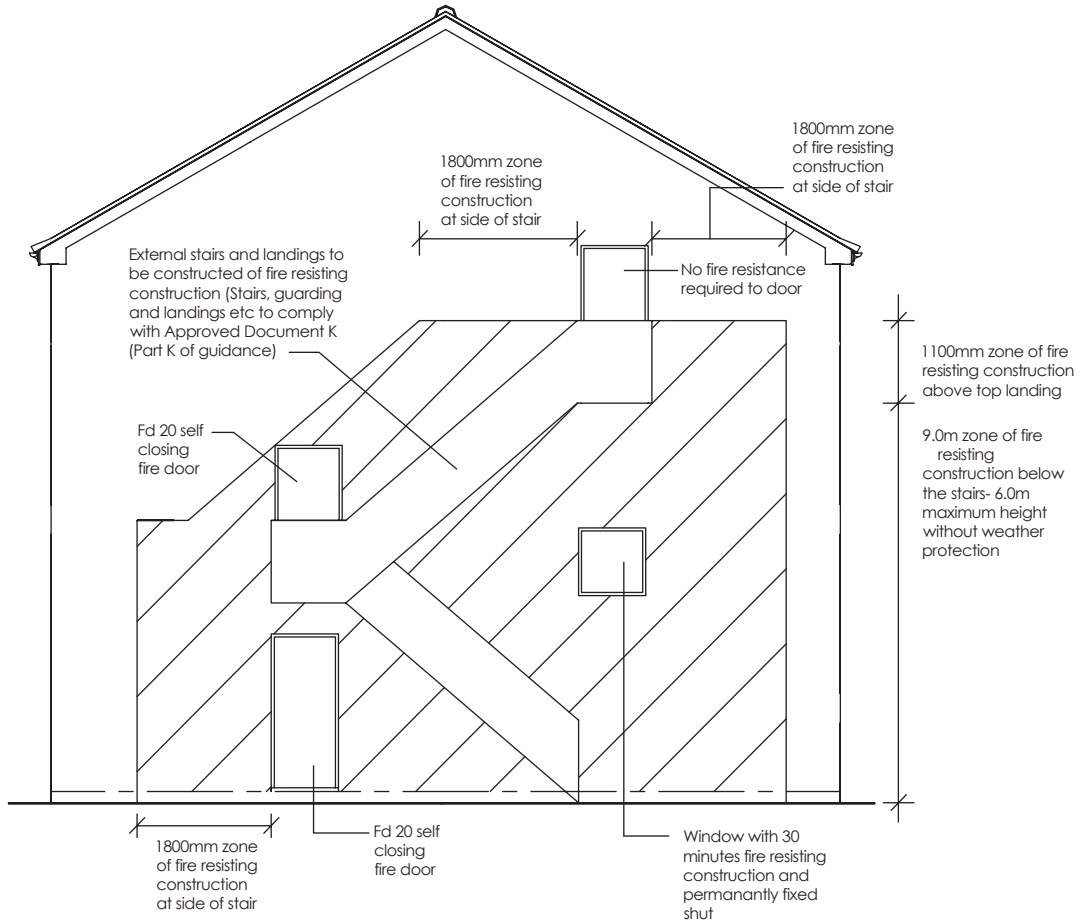 1800mm zone
of fire resisting
construction
at side of stair
1800mm zone
of fire resisting
construction
at side of stair
External stairs and landings to
be constructed of fire resisting
construction (Stairs, guarding
and landings etc to comply
with Approved Document K
(Part K of guidance)
No fire resistance
required to door
1100mm zone of fire
resisting construction
above top landing
Fd 20 self
closing
fire door
9.0m zone of fire
resisting
construction below
the stairs- 6.0m
maximum height
without weather
protection
1800mm zone
of fire resisting
construction
at side of stair
Fd 20 self
closing
fire door
Window with 30
minutes fire resisting
construction and
permanantly fixed
shut